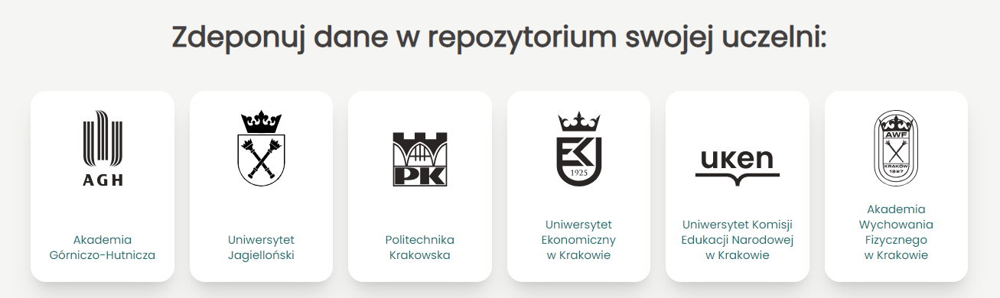 Zdeponuj dane w repozytorium swojej uczelni:
AGH
Akademia
Górniczo-Hutnicza
Uniwersytet
Jagielloński
PK
Politechnika
Krakowska
EK
1925
Uniwersytet
Ekonomiczny
w Krakowie
uken
Uniwersytet Komisji
Edukacji Narodowej
w Krakowie
AWF
KRAKÓW
1927
Akademia
Wychowania
Fizycznego
w Krakowie